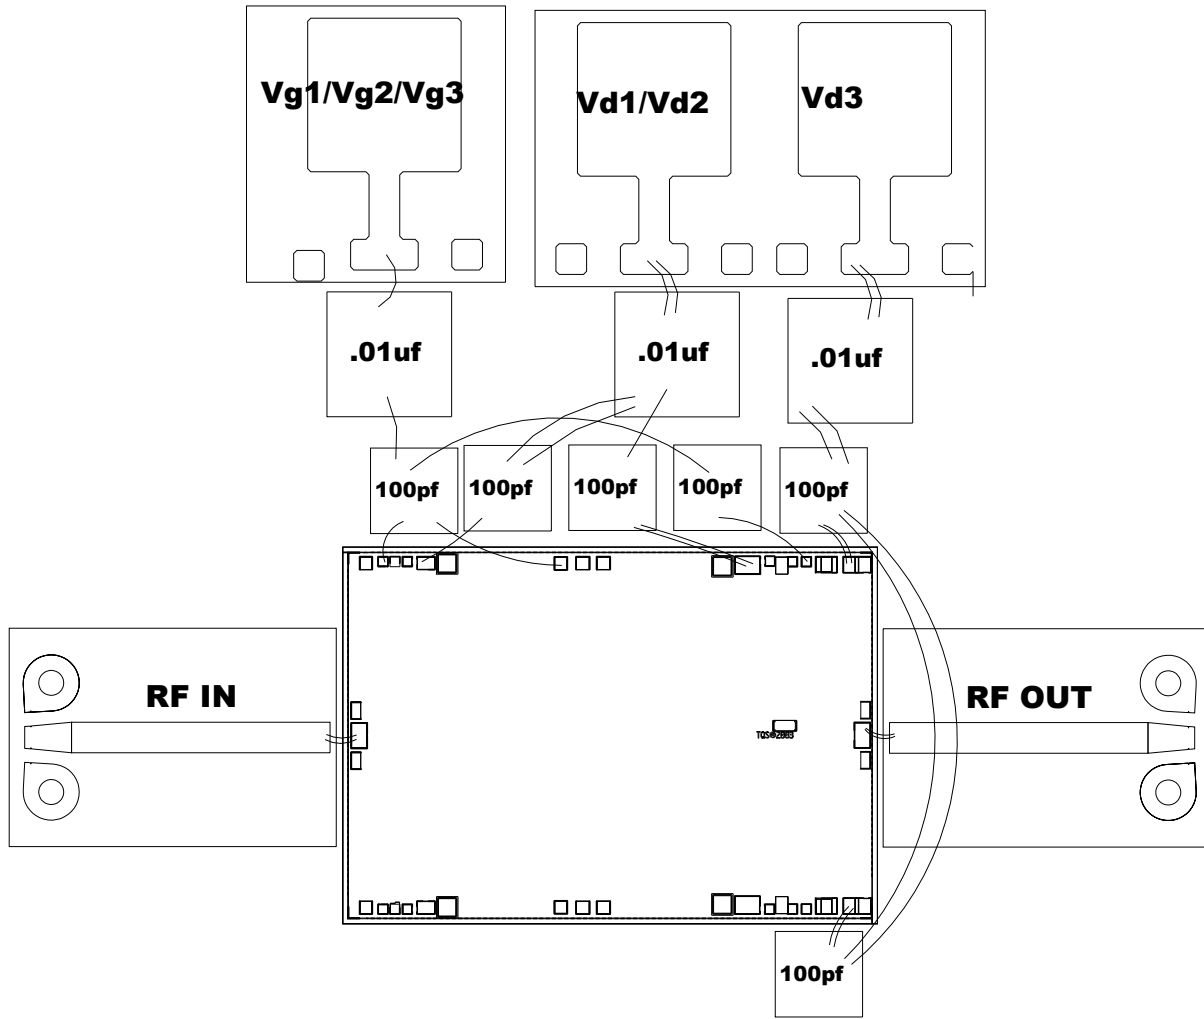 Vg1/Vg2/Vg3
Vd1/Vd2
Vd3
.01uf
.01uf
.01uf
100pf
100pf
100pf
100pf
100pf
RF IN
RF OUT
TQS©2003
100pf